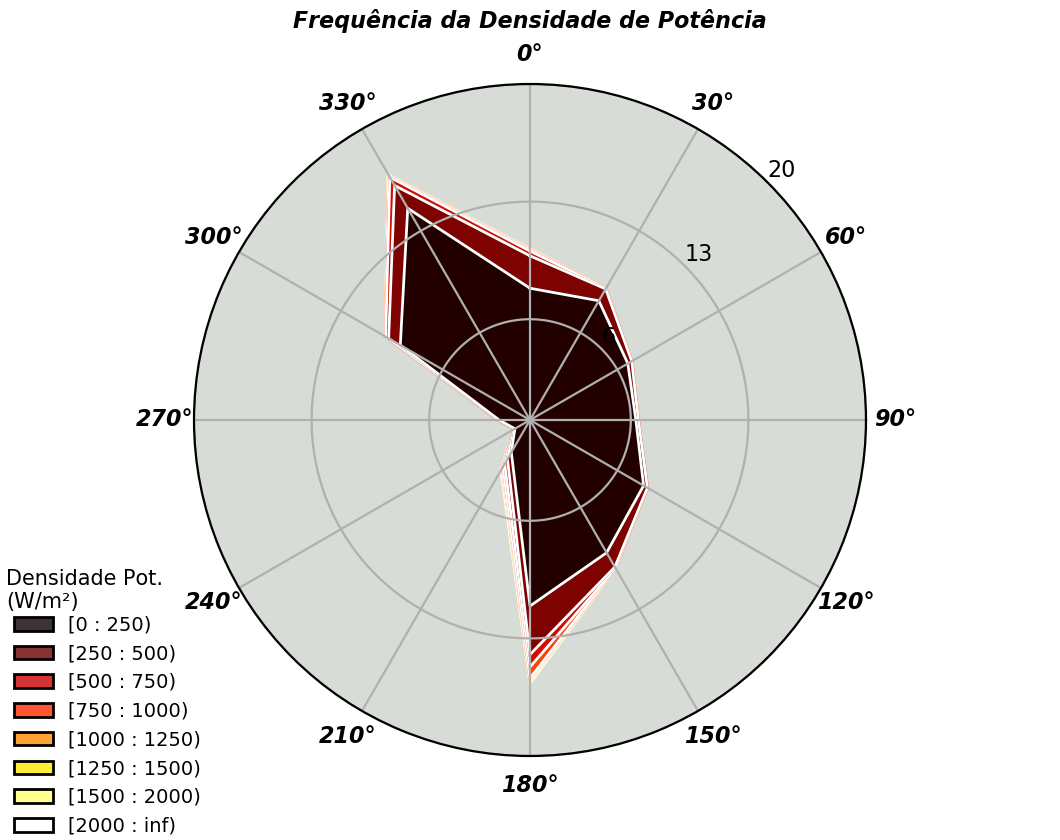 Frequência da Densidade de Potência
0°
330°
30°
20
300°
60°
13
6
270°
90°
240°
120°
210°
150°
180°
Densidade Pot.
(W/m²)
[0 : 250)
[250 : 500)
[500 : 750)
[750 : 1000)
[1000 : 1250)
[1250 : 1500)
[1500 : 2000)
[2000 : inf)